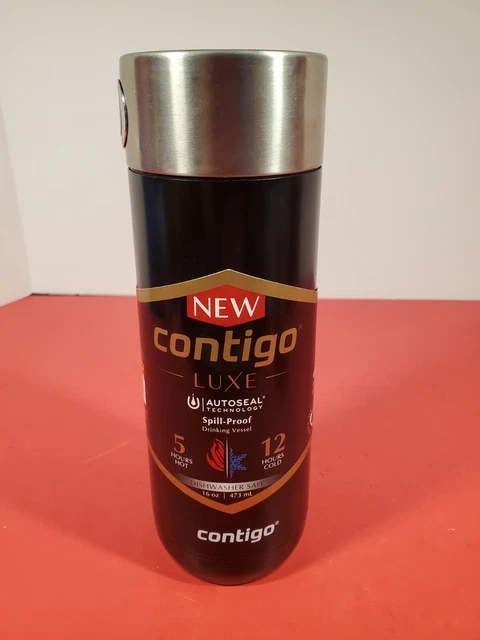 NEW
contigo®
LUXE
AUTOSEAL®
TECHNOLOGY
Spill-Proof
Drinking Vessel
5
HOURS
HOT
12
HOURS
COLD
DISHWASHER SAFE
16 oz | 473 mL
contigo®